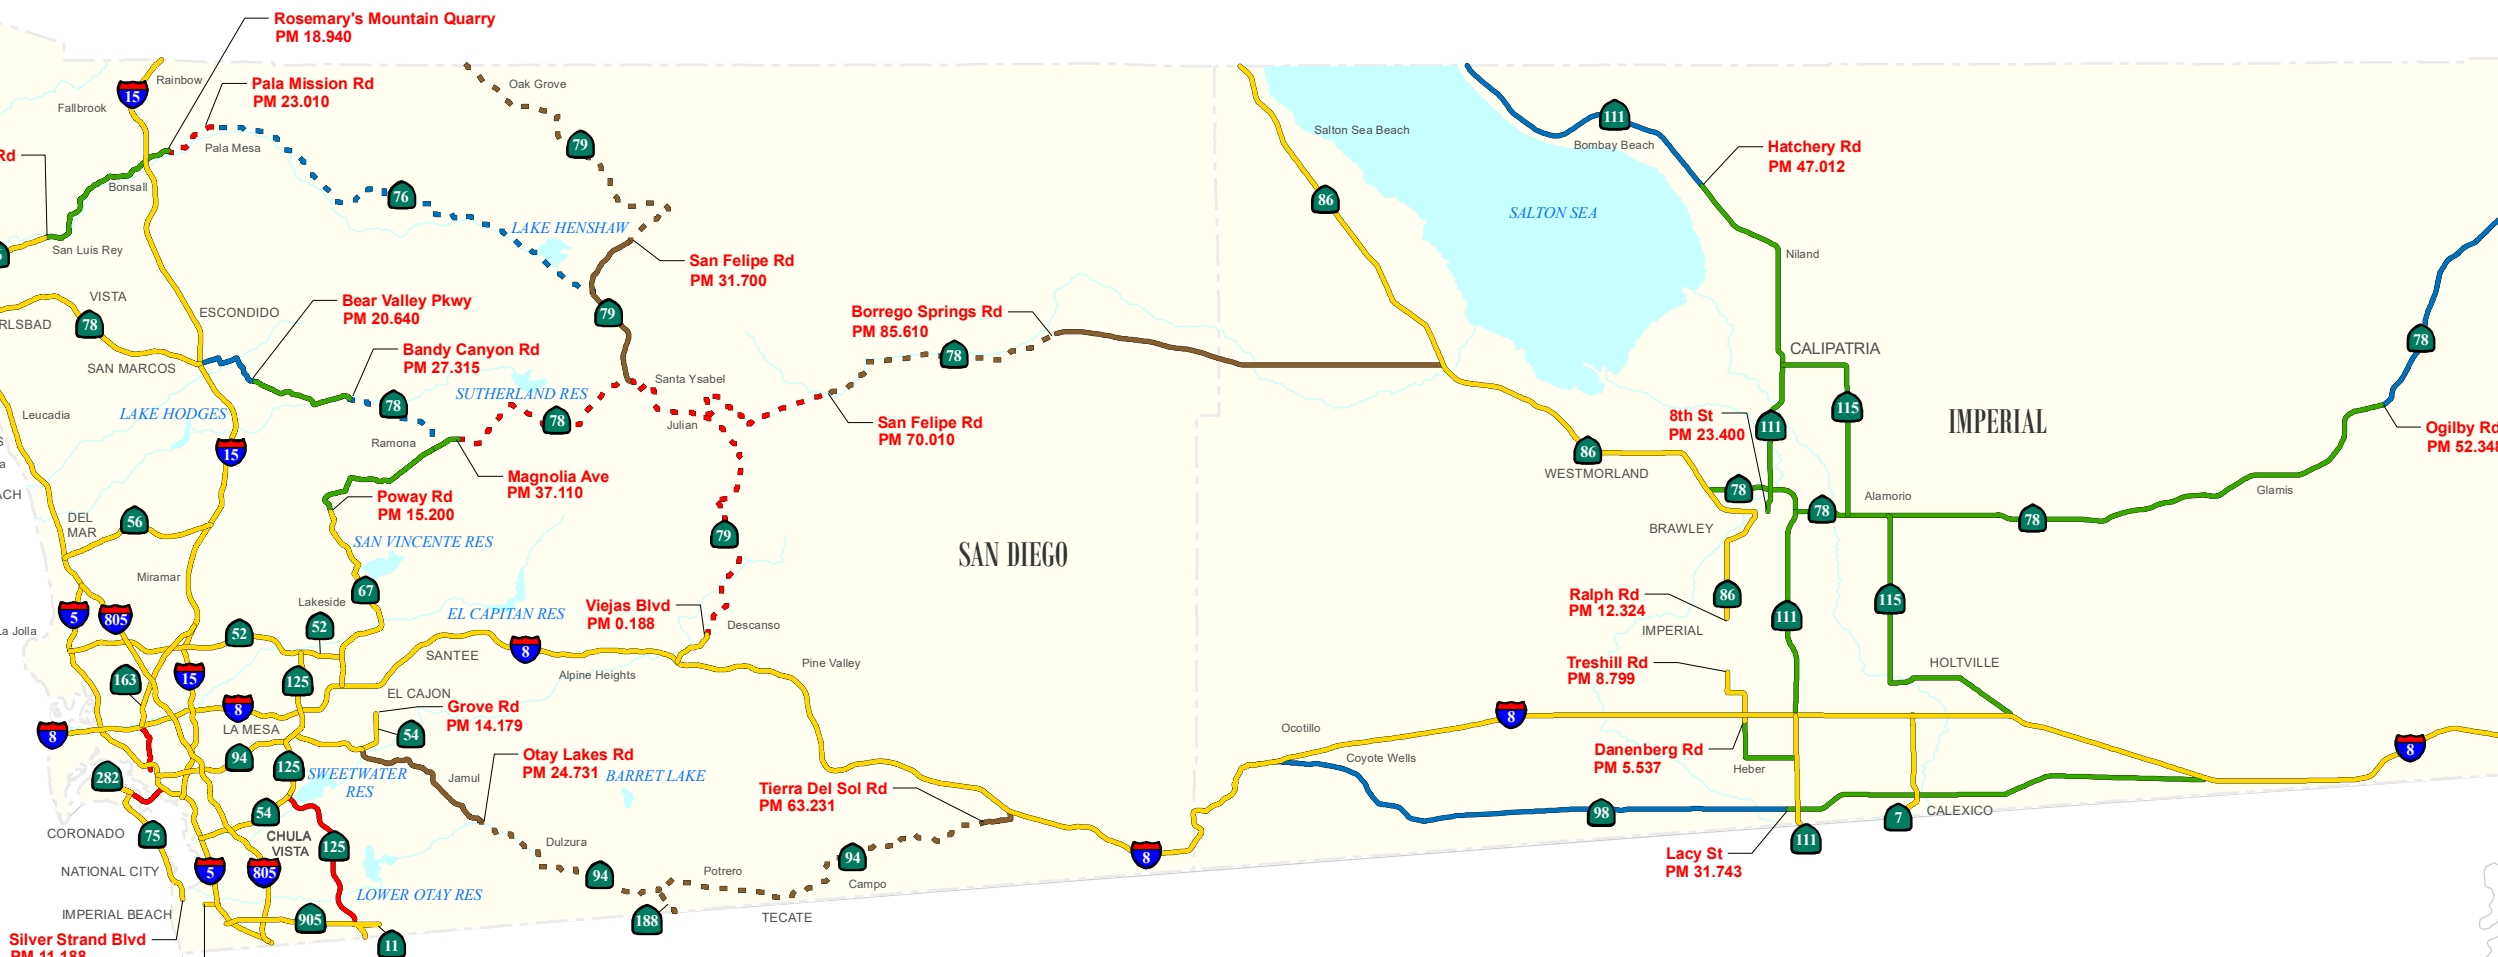 Rosemary's Mountain Quarry
PM 18.940
Rainbow
15
Pala Mission Rd
PM 23.010
Fallbrook
Oak Grove
79
Pala Mesa
Rd
Bonsall
76
San Luis Rey
LAKE HENSHAW
San Felipe Rd
PM 31.700
VISTA
ESCONDIDO
Bear Valley Pkwy
PM 20.640
79
78
RLSBAD
SAN MARCOS
Bandy Canyon Rd
PM 27.315
Borrego Springs Rd
PM 85.610
78
Santa Ysabel
SUTHERLAND RES
78
78
Leucadia
LAKE HODGES
Ramona
Julian
San Felipe Rd
PM 70.010
15
Magnolia Ave
PM 37.110
Poway Rd
PM 15.200
ACH
DEL
MAR
56
SAN VINCENTE RES
79
SAN DIEGO
Miramar
67
Lakeside
EL CAPITAN RES
Viejas Blvd
PM 0.188
5
805
52
52
Descanso
La Jolla
SANTEE
8
Pine Valley
163
15
125
Alpine Heights
EL CAJON
8
Grove Rd
PM 14.179
8
LA MESA
54
94
125
Otay Lakes Rd
PM 24.731
282
SWEETWATER
RES
Jamul
BARRET LAKE
Tierra Del Sol Rd
PM 63.231
54
CORONADO
75
CHULA
VISTA
125
Dulzura
94
8
NATIONAL CITY
5
805
94
Potrero
Campo
LOWER OTAY RES
IMPERIAL BEACH
905
188
TECATE
Silver Strand Blvd
PM 11.188
11
Salton Sea Beach
111
Bombay Beach
Hatchery Rd
PM 47.012
86
SALTON SEA
Niland
78
CALIPATRIA
115
8th St
PM 23.400
111
IMPERIAL
Ogilby Rd
PM 52.348
86
WESTMORLAND
78
Glamis
Alamorio
78
78
BRAWLEY
Ralph Rd
PM 12.324
86
115
111
IMPERIAL
Treshill Rd
PM 8.799
HOLTVILLE
8
Ocotillo
Danenberg Rd
PM 5.537
8
Coyote Wells
Heber
98
7
CALEXICO
111
Lacy St
PM 31.743